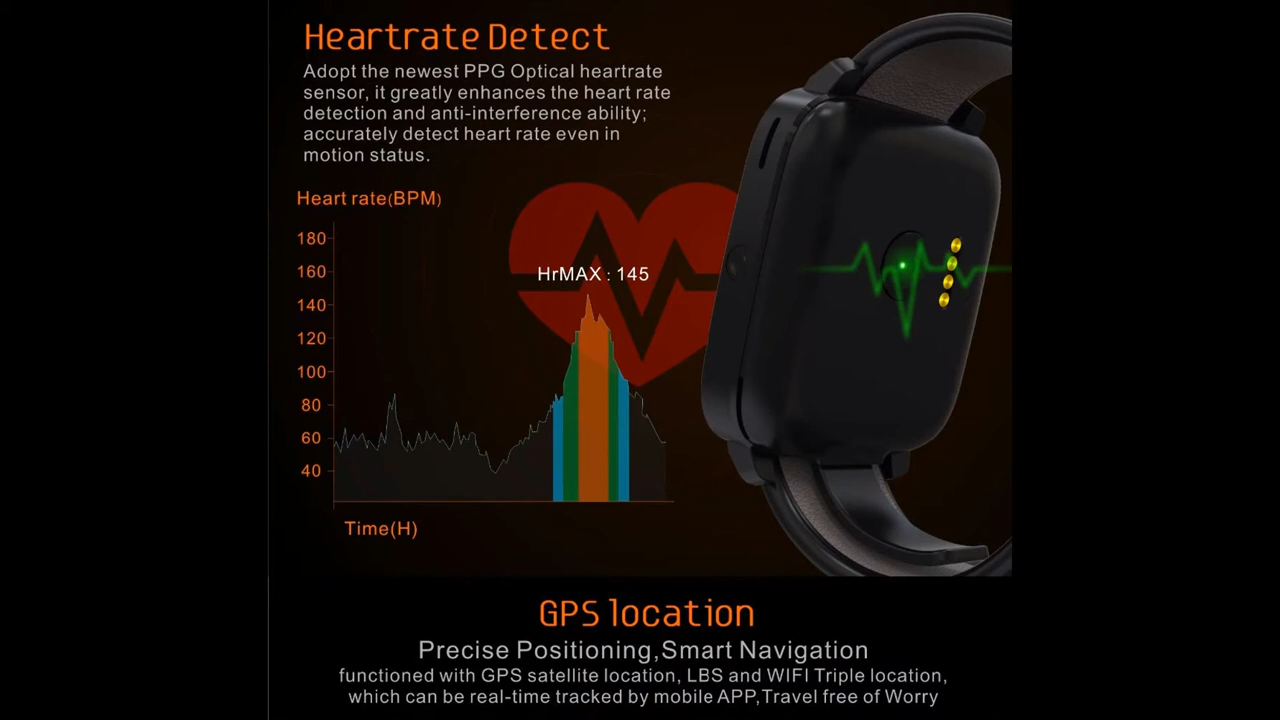 Heartrate Detect
Adopt the newest PPG Optical heartrate
sensor, it greatly enhances the heart rate
detection and anti-interference ability;
accurately detect heart rate even in
motion status.
Heart rate(BPM)
180
160
HrMAX : 145
140
120
100
80
60
40
Time(H)
GPS location
Precise Positioning,Smart Navigation
functioned with GPS satellite location, LBS and WIFI Triple location,
which can be real-time tracked by mobile APP,Travel free of Worry